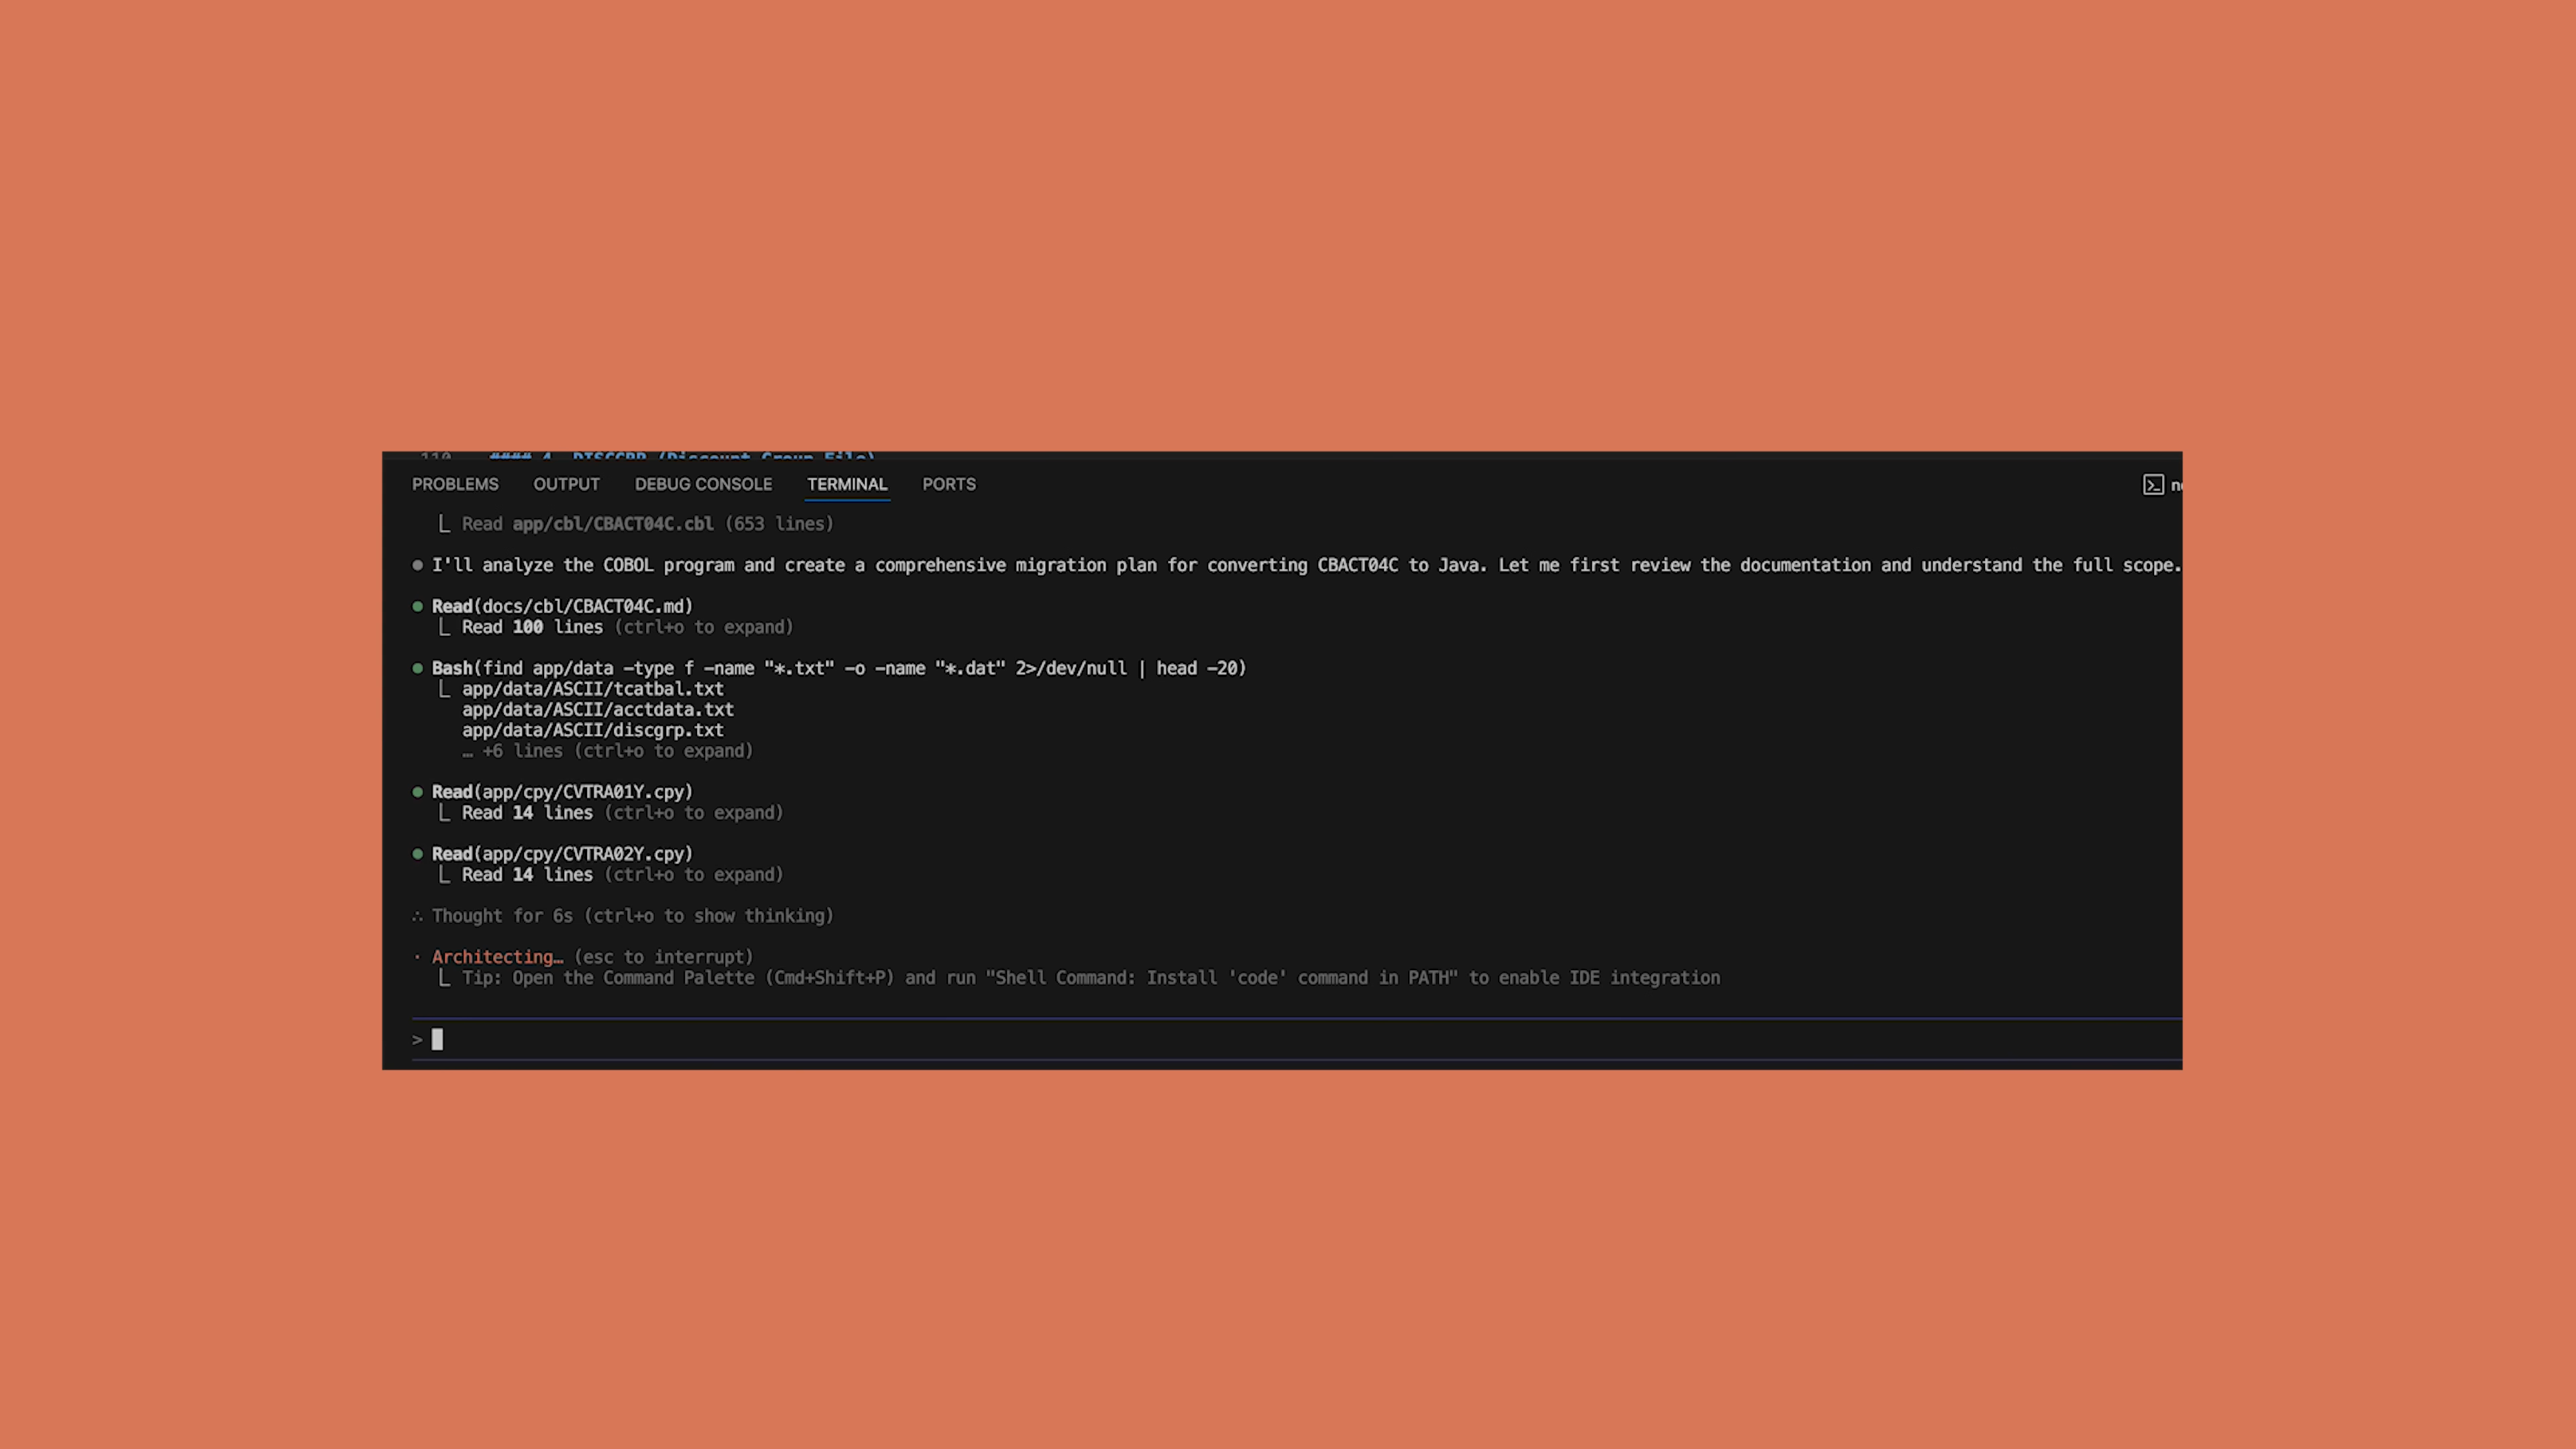 110 #### 4. DISCGRP (Discount Group File)
PROBLEMS OUTPUT DEBUG CONSOLE TERMINAL PORTS
⎿ Read app/cbl/CBACT04C.cbl (653 lines)
● I'll analyze the COBOL program and create a comprehensive migration plan for converting CBACT04C to Java. Let me first review the documentation and understand the full scope.
● Read(docs/cbl/CBACT04C.md)
⎿ Read 100 lines (ctrl+o to expand)
● Bash(find app/data -type f -name "*.txt" -o -name "*.dat" 2>/dev/null | head -20)
⎿ app/data/ASCII/tcatbal.txt
app/data/ASCII/acctdata.txt
app/data/ASCII/discgrp.txt
… +6 lines (ctrl+o to expand)
● Read(app/cpy/CVTRA01Y.cpy)
⎿ Read 14 lines (ctrl+o to expand)
● Read(app/cpy/CVTRA02Y.cpy)
⎿ Read 14 lines (ctrl+o to expand)
∴ Thought for 6s (ctrl+o to show thinking)
· Architecting… (esc to interrupt)
⎿ Tip: Open the Command Palette (Cmd+Shift+P) and run "Shell Command: Install 'code' command in PATH" to enable IDE integration
>